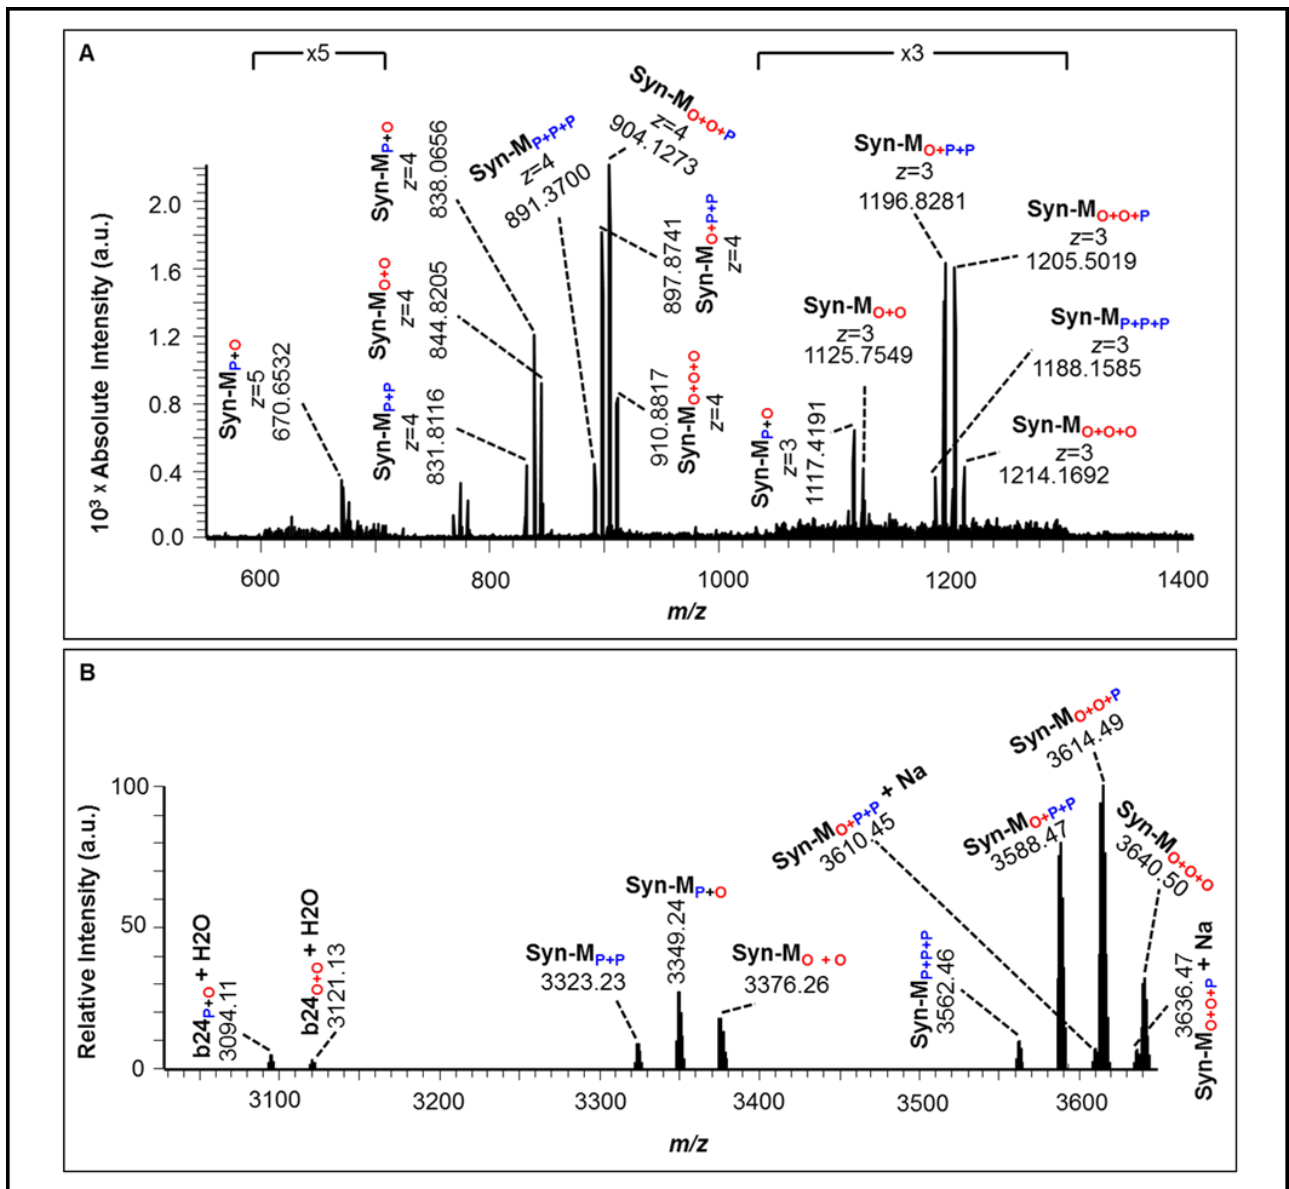 A
x5
x3
Syn-MP+O
z=5
670.6532
Syn-MP+O
z=4
838.0656
Syn-MO+O
z=4
844.8205
Syn-MP+P
z=4
831.8116
Syn-MP+P+P
z=4
891.3700
Syn-MO+O+P
z=4
904.1273
897.8741
Syn-MO+P+P
z=4
910.8817
Syn-MO+O+O
z=4
Syn-MP+O
z=3
1117.4191
Syn-MO+O
z=3
1125.7549
Syn-MO+P+P
z=3
1196.8281
Syn-MO+O+P
z=3
1205.5019
Syn-MP+P+P
z=3
1188.1585
Syn-MO+O+O
z=3
1214.1692
10³ x Absolute Intensity (a.u.)
2.0
1.6
1.2
0.8
0.4
0.0
600 800 1000 1200 1400
m/z
B
b24P+O + H2O
3094.11
b24O+O + H2O
3121.13
Syn-MP+P
3323.23
Syn-MP+O
3349.24
Syn-MO +O
3376.26
Syn-MP+P+P
3562.46
Syn-MO+P+P + Na
3610.45
Syn-MO+P+P
3588.47
Syn-MO+O+P
3614.49
Syn-MO+O+O
3640.50
3636.47
Syn-MO+O+P + Na
Relative Intensity (a.u.)
100
50
0
3100 3200 3300 3400 3500 3600
m/z